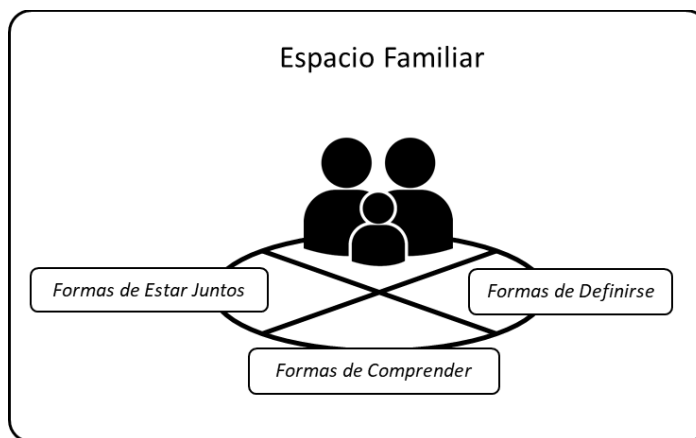 Espacio Familiar
Formas de Estar Juntos
Formas de Definirse
Formas de Comprender